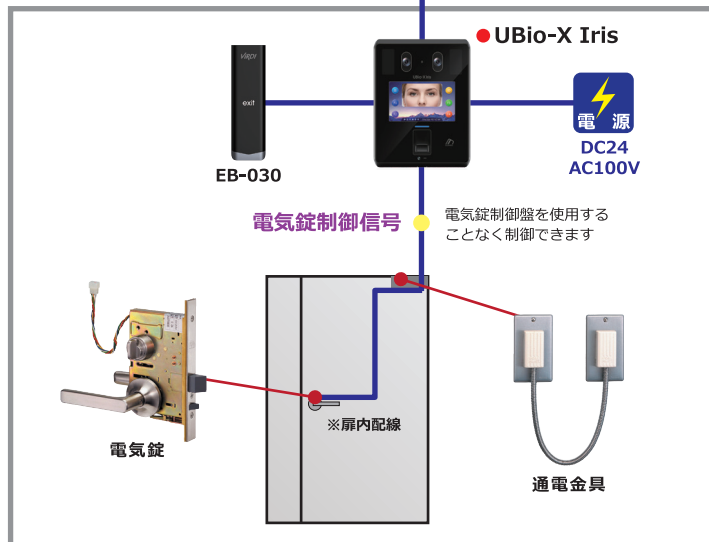 UBio-X Iris
virdi
exit
EB-030
電源
DC24
AC100V
電気錠制御信号
電気錠制御盤を使用する
ことなく制御できます
※扉内配線
電気錠
通電金具